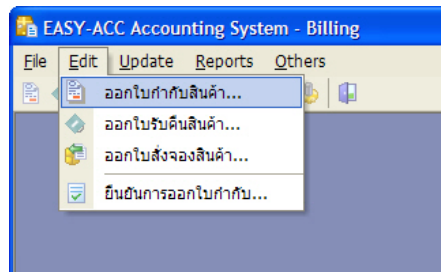 EASY-ACC Accounting System - Billing
File Edit Update Reports Others
ออกใบกำกับสินค้า...
ออกใบรับคืนสินค้า...
ออกใบสั่งจองสินค้า...
ยืนยันการออกใบกำกับ...